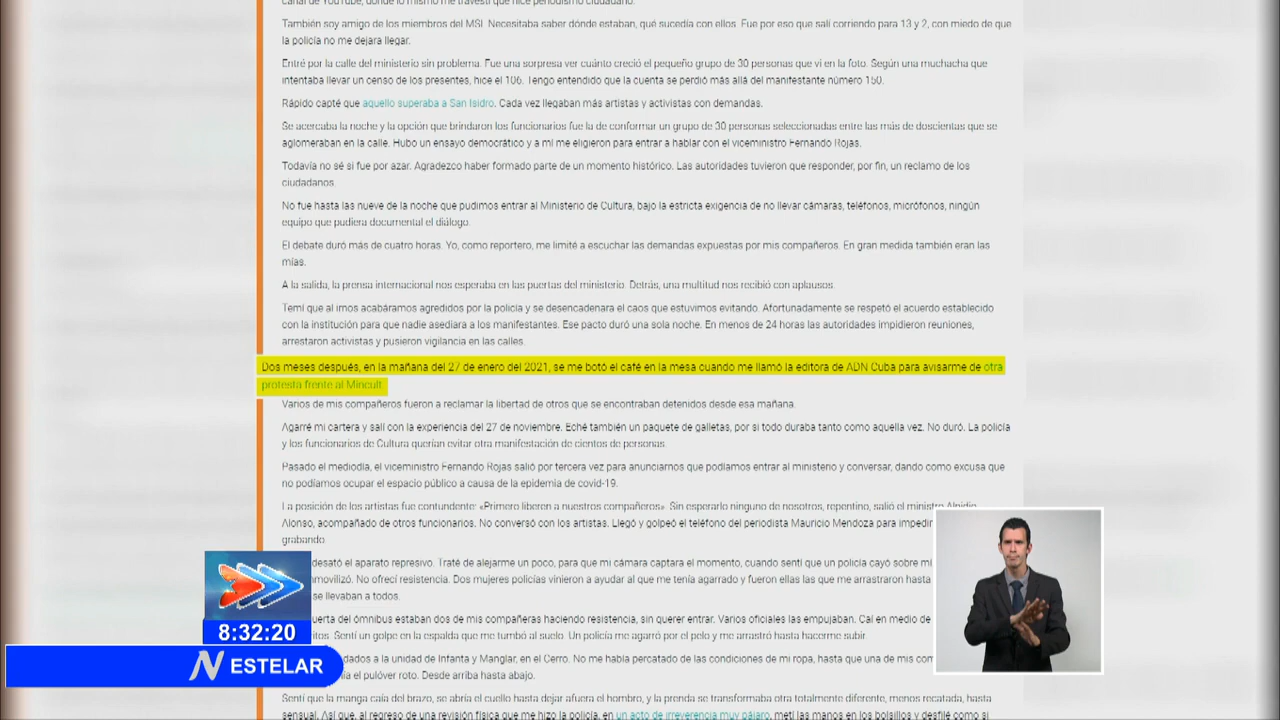 canal de YouTube, donde lo mismo me travestí que hice periodismo ciudadano.
También soy amigo de los miembros del MSI. Necesitaba saber dónde estaban, qué sucedía con ellos. Fue por eso que salí corriendo para 13 y 2, con miedo de que
la policía no me dejara llegar.
Entré por la calle del ministerio sin problema. Fue una sorpresa ver cuánto creció el pequeño grupo de 30 personas que vi en la foto. Según una muchacha que
intentaba llevar un censo de los presentes, hice el 106. Tengo entendido que la cuenta se perdió más allá del manifestante número 150.
Rápido capté que aquello superaba a San Isidro. Cada vez llegaban más artistas y activistas con demandas.
Se acercaba la noche y la opción que brindaron los funcionarios fue la de conformar un grupo de 30 personas seleccionadas entre las más de doscientas que se
aglomeraban en la calle. Hubo un ensayo democrático y a mí me eligieron para entrar a hablar con el viceministro Fernando Rojas.
Todavía no sé si fue por azar. Agradezco haber formado parte de un momento histórico. Las autoridades tuvieron que responder, por fin, un reclamo de los
ciudadanos.
No fue hasta las nueve de la noche que pudimos entrar al Ministerio de Cultura, bajo la estricta exigencia de no llevar cámaras, teléfonos, micrófonos, ningún
equipo que pudiera documental el diálogo.
El debate duró más de cuatro horas. Yo, como reportero, me limité a escuchar las demandas expuestas por mis compañeros. En gran medida también eran las
mías.
A la salida, la prensa internacional nos esperaba en las puertas del ministerio. Detrás, una multitud nos recibió con aplausos.
Temí que al irnos acabáramos agredidos por la policía y se desencadenara el caos que estuvimos evitando. Afortunadamente se respetó el acuerdo establecido
con la institución para que nadie asediara a los manifestantes. Ese pacto duró una sola noche. En menos de 24 horas las autoridades impidieron reuniones,
arrestaron activistas y pusieron vigilancia en las calles.
Dos meses después, en la mañana del 27 de enero del 2021, se me botó el café en la mesa cuando me llamó la editora de ADN Cuba para avisarme de otra
protesta frente al Mincult.
Varios de mis compañeros fueron a reclamar la libertad de otros que se encontraban detenidos desde esa mañana.
Agarré mi cartera y salí con la experiencia del 27 de noviembre. Eché también un paquete de galletas, por si todo duraba tanto como aquella vez. No duró. La policía
y los funcionarios de Cultura querían evitar otra manifestación de cientos de personas.
Pasado el mediodía, el viceministro Fernando Rojas salió por tercera vez para anunciarnos que podíamos entrar al ministerio y conversar, dando como excusa que
no podíamos ocupar el espacio público a causa de la epidemia de covid-19.
La posición de los artistas fue contundente: «Primero liberen a nuestros compañeros». Sin esperarlo ninguno de nosotros, repentino, salió el ministro Alpidio
Alonso, acompañado de otros funcionarios. No conversó con los artistas. Llegó y golpeó el teléfono del periodista Mauricio Mendoza para impedir
grabando.
desató el aparato represivo. Traté de alejarme un poco, para que mi cámara captara el momento, cuando sentí que un policía cayó sobre mí
inmovilizó. No ofrecí resistencia. Dos mujeres policías vinieron a ayudar al que me tenía agarrado y fueron ellas las que me arrastraron hasta
se llevaban a todos.
uerta del ómnibus estaban dos de mis compañeros haciendo resistencia, sin querer entrar. Varios oficiales las empujaban. Caí en medio de
itos. Sentí un golpe en la espalda que me tumbó al suelo. Un policía me agarró por el pelo y me arrastró hasta hacerme subir.
dados a la unidad de Infanta y Manglar, en el Cerro. No me había percatado de las condiciones de mi ropa, hasta que una de mis com
el pulóver roto. Desde arriba hasta abajo.
Sentí que la manga caía del brazo, se abría el cuello hasta dejar afuera el hombro, y la prenda se transformaba otra totalmente diferente, menos recatada, hasta
sensual. Así que, al regreso de una revisión física que me hizo la policía, en un acto de irreverencia muy pájaro, metí las manos en los bolsillos y desfilé como si
8:32:20
N ESTELAR